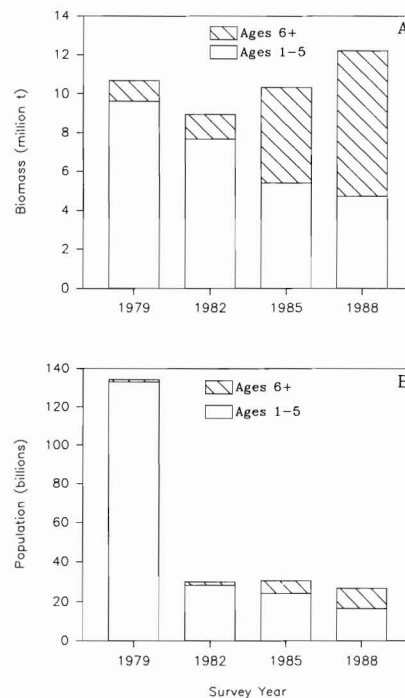 A
Ages 6+
Ages 1-5
Biomass (million t)
14
12
10
8
6
4
2
0
1979 1982 1985 1988
Ages 6+
Ages 1-5
Population (billions)
140
120
100
80
60
40
20
0
1979 1982 1985 1988
Survey Year